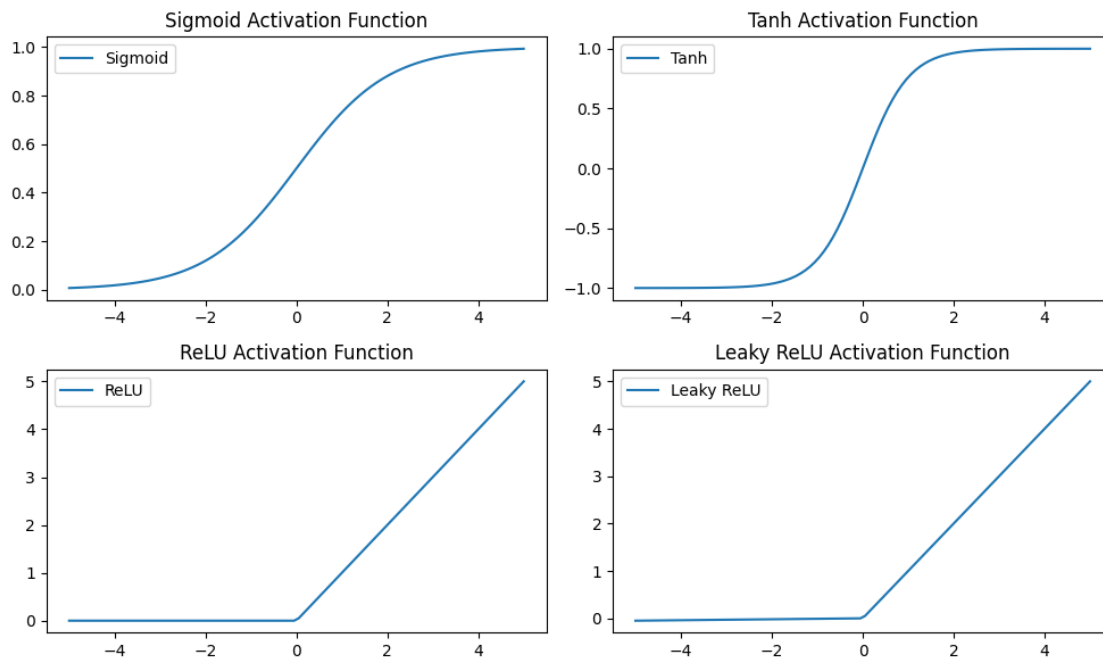 Sigmoid Activation Function
1.0
0.8
0.6
0.4
0.2
0.0
Sigmoid
−4 −2 0 2 4
Tanh Activation Function
1.0
0.5
0.0
−0.5
−1.0
Tanh
−4 −2 0 2 4
ReLU Activation Function
5
4
3
2
1
0
ReLU
−4 −2 0 2 4
Leaky ReLU Activation Function
5
4
3
2
1
0
Leaky ReLU
−4 −2 0 2 4